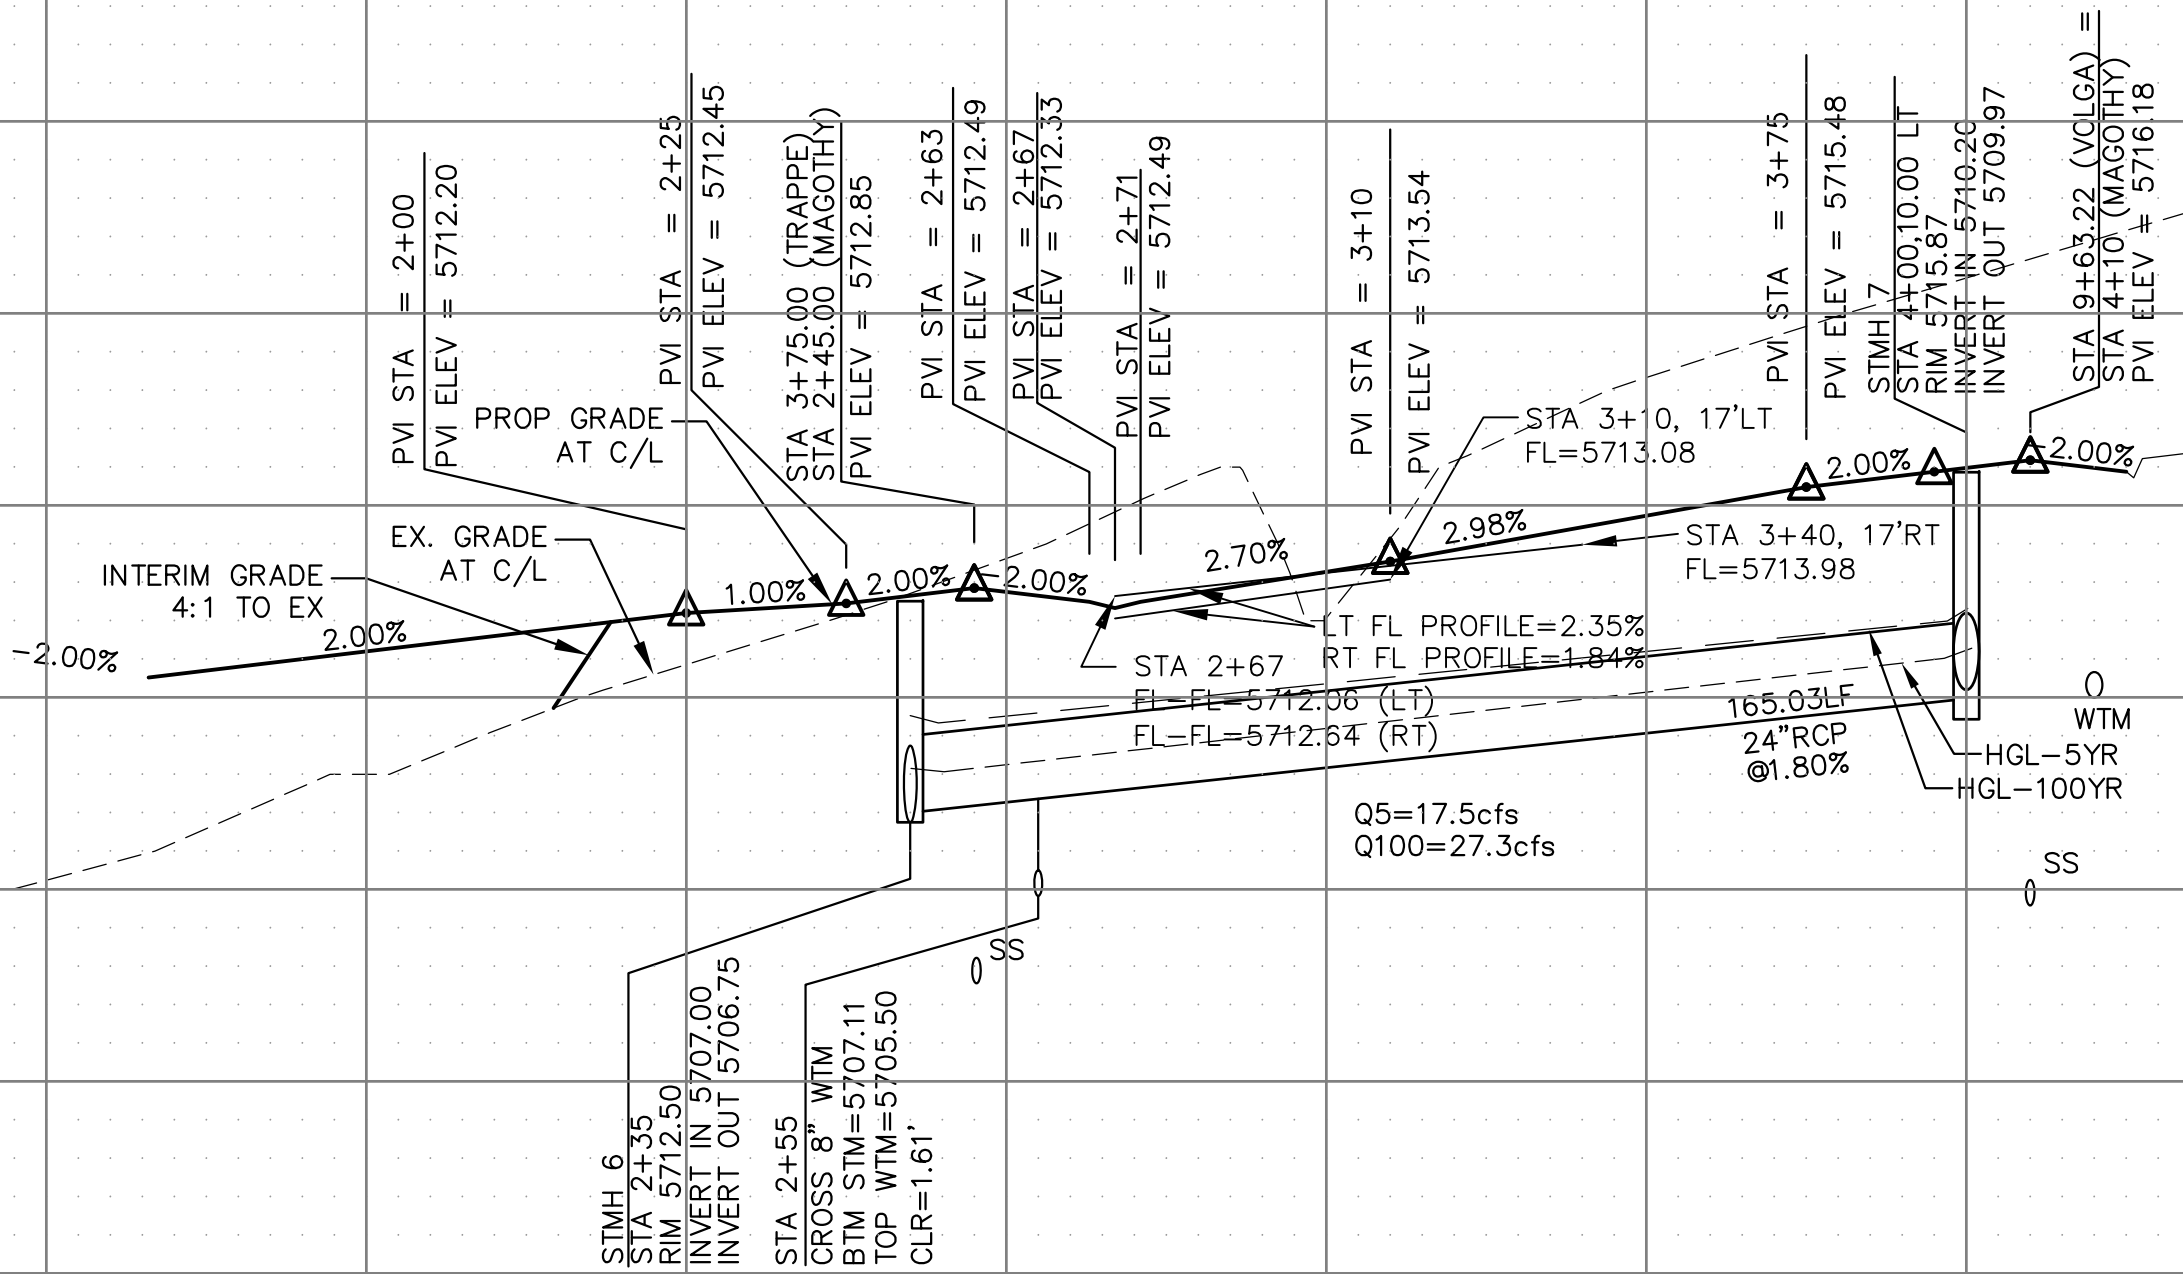 PVI STA = 2+00
PVI ELEV = 5712.20
PVI STA = 2+25
PVI ELEV = 5712.45
STA 3+75.00 (TRAPPE)
STA 2+45.00 (MAGOTHY)
PVI ELEV = 5712.85
PVI STA = 2+63
PVI ELEV = 5712.49
PVI STA = 2+67
PVI ELEV = 5712.33
PVI STA = 2+71
PVI ELEV = 5712.49
PVI STA = 3+10
PVI ELEV = 5713.54
PVI STA = 3+75
PVI ELEV = 5715.48
STMH 7
STA 4+00,10.00 LT
RIM 5715.87
INVERT IN 5710.20
INVERT OUT 5709.97
STA 9+63.22 (VOLGA) =
STA 4+10 (MAGOTHY)
PVI ELEV = 5716.18
PROP GRADE
AT C/L
EX. GRADE
AT C/L
INTERIM GRADE
4:1 TO EX
-2.00%
2.00%
1.00%
2.00%
-2.00%
2.70%
2.98%
2.00%
-2.00%
STA 3+10, 17'LT
FL=5713.08
STA 3+40, 17'RT
FL=5713.98
LT FL PROFILE=2.35%
RT FL PROFILE=1.84%
STA 2+67
FL-FL=5712.06 (LT)
FL-FL=5712.64 (RT)
165.03LF
24"RCP
@1.80%
WTM
HGL-5YR
HGL-100YR
Q5=17.5cfs
Q100=27.3cfs
SS
SS
STMH 6
STA 2+35
RIM 5712.50
INVERT IN 5707.00
INVERT OUT 5706.75
STA 2+55
CROSS 8" WTM
BTM STM=5707.11
TOP WTM=5705.50
CLR=1.61'